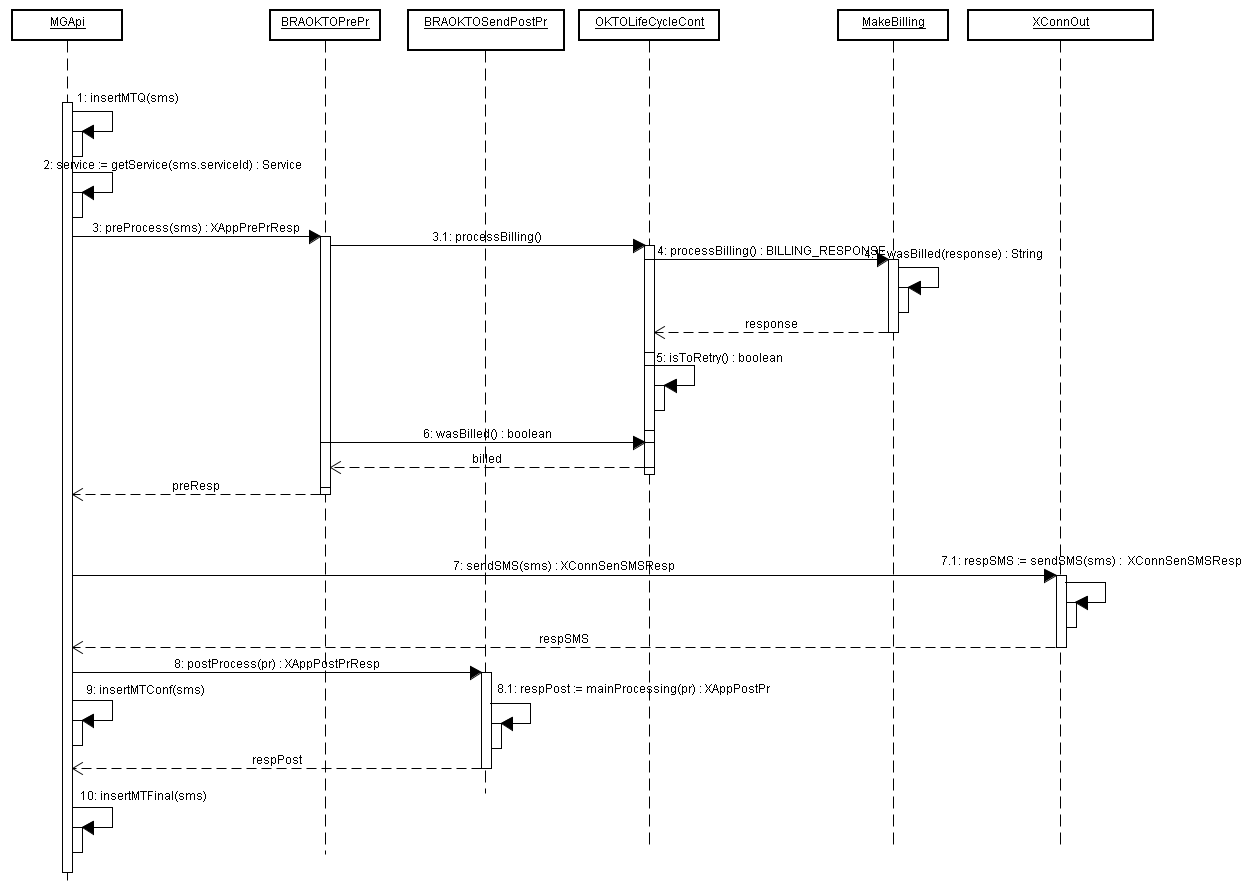 MGApi
BRAOKTOPrePr
BRAOKTOSendPostPr
OKTOLifeCycleCont
MakeBilling
XConnOut
1: insertMTQ(sms)
2: service := getService(sms.serviceId) : Service
3: preProcess(sms) : XAppPrePrResp
3.1: processBilling()
4: processBilling() : BILLING_RESPONSE
wasBilled(response) : String
response
5: isToRetry() : boolean
6: wasBilled() : boolean
billed
preResp
7: sendSMS(sms) : XConnSenSMSResp
7.1: respSMS := sendSMS(sms) : XConnSenSMSResp
respSMS
8: postProcess(pr) : XAppPostPrResp
9: insertMTConf(sms)
8.1: respPost := mainProcessing(pr) : XAppPostPr
respPost
10: insertMTFinal(sms)